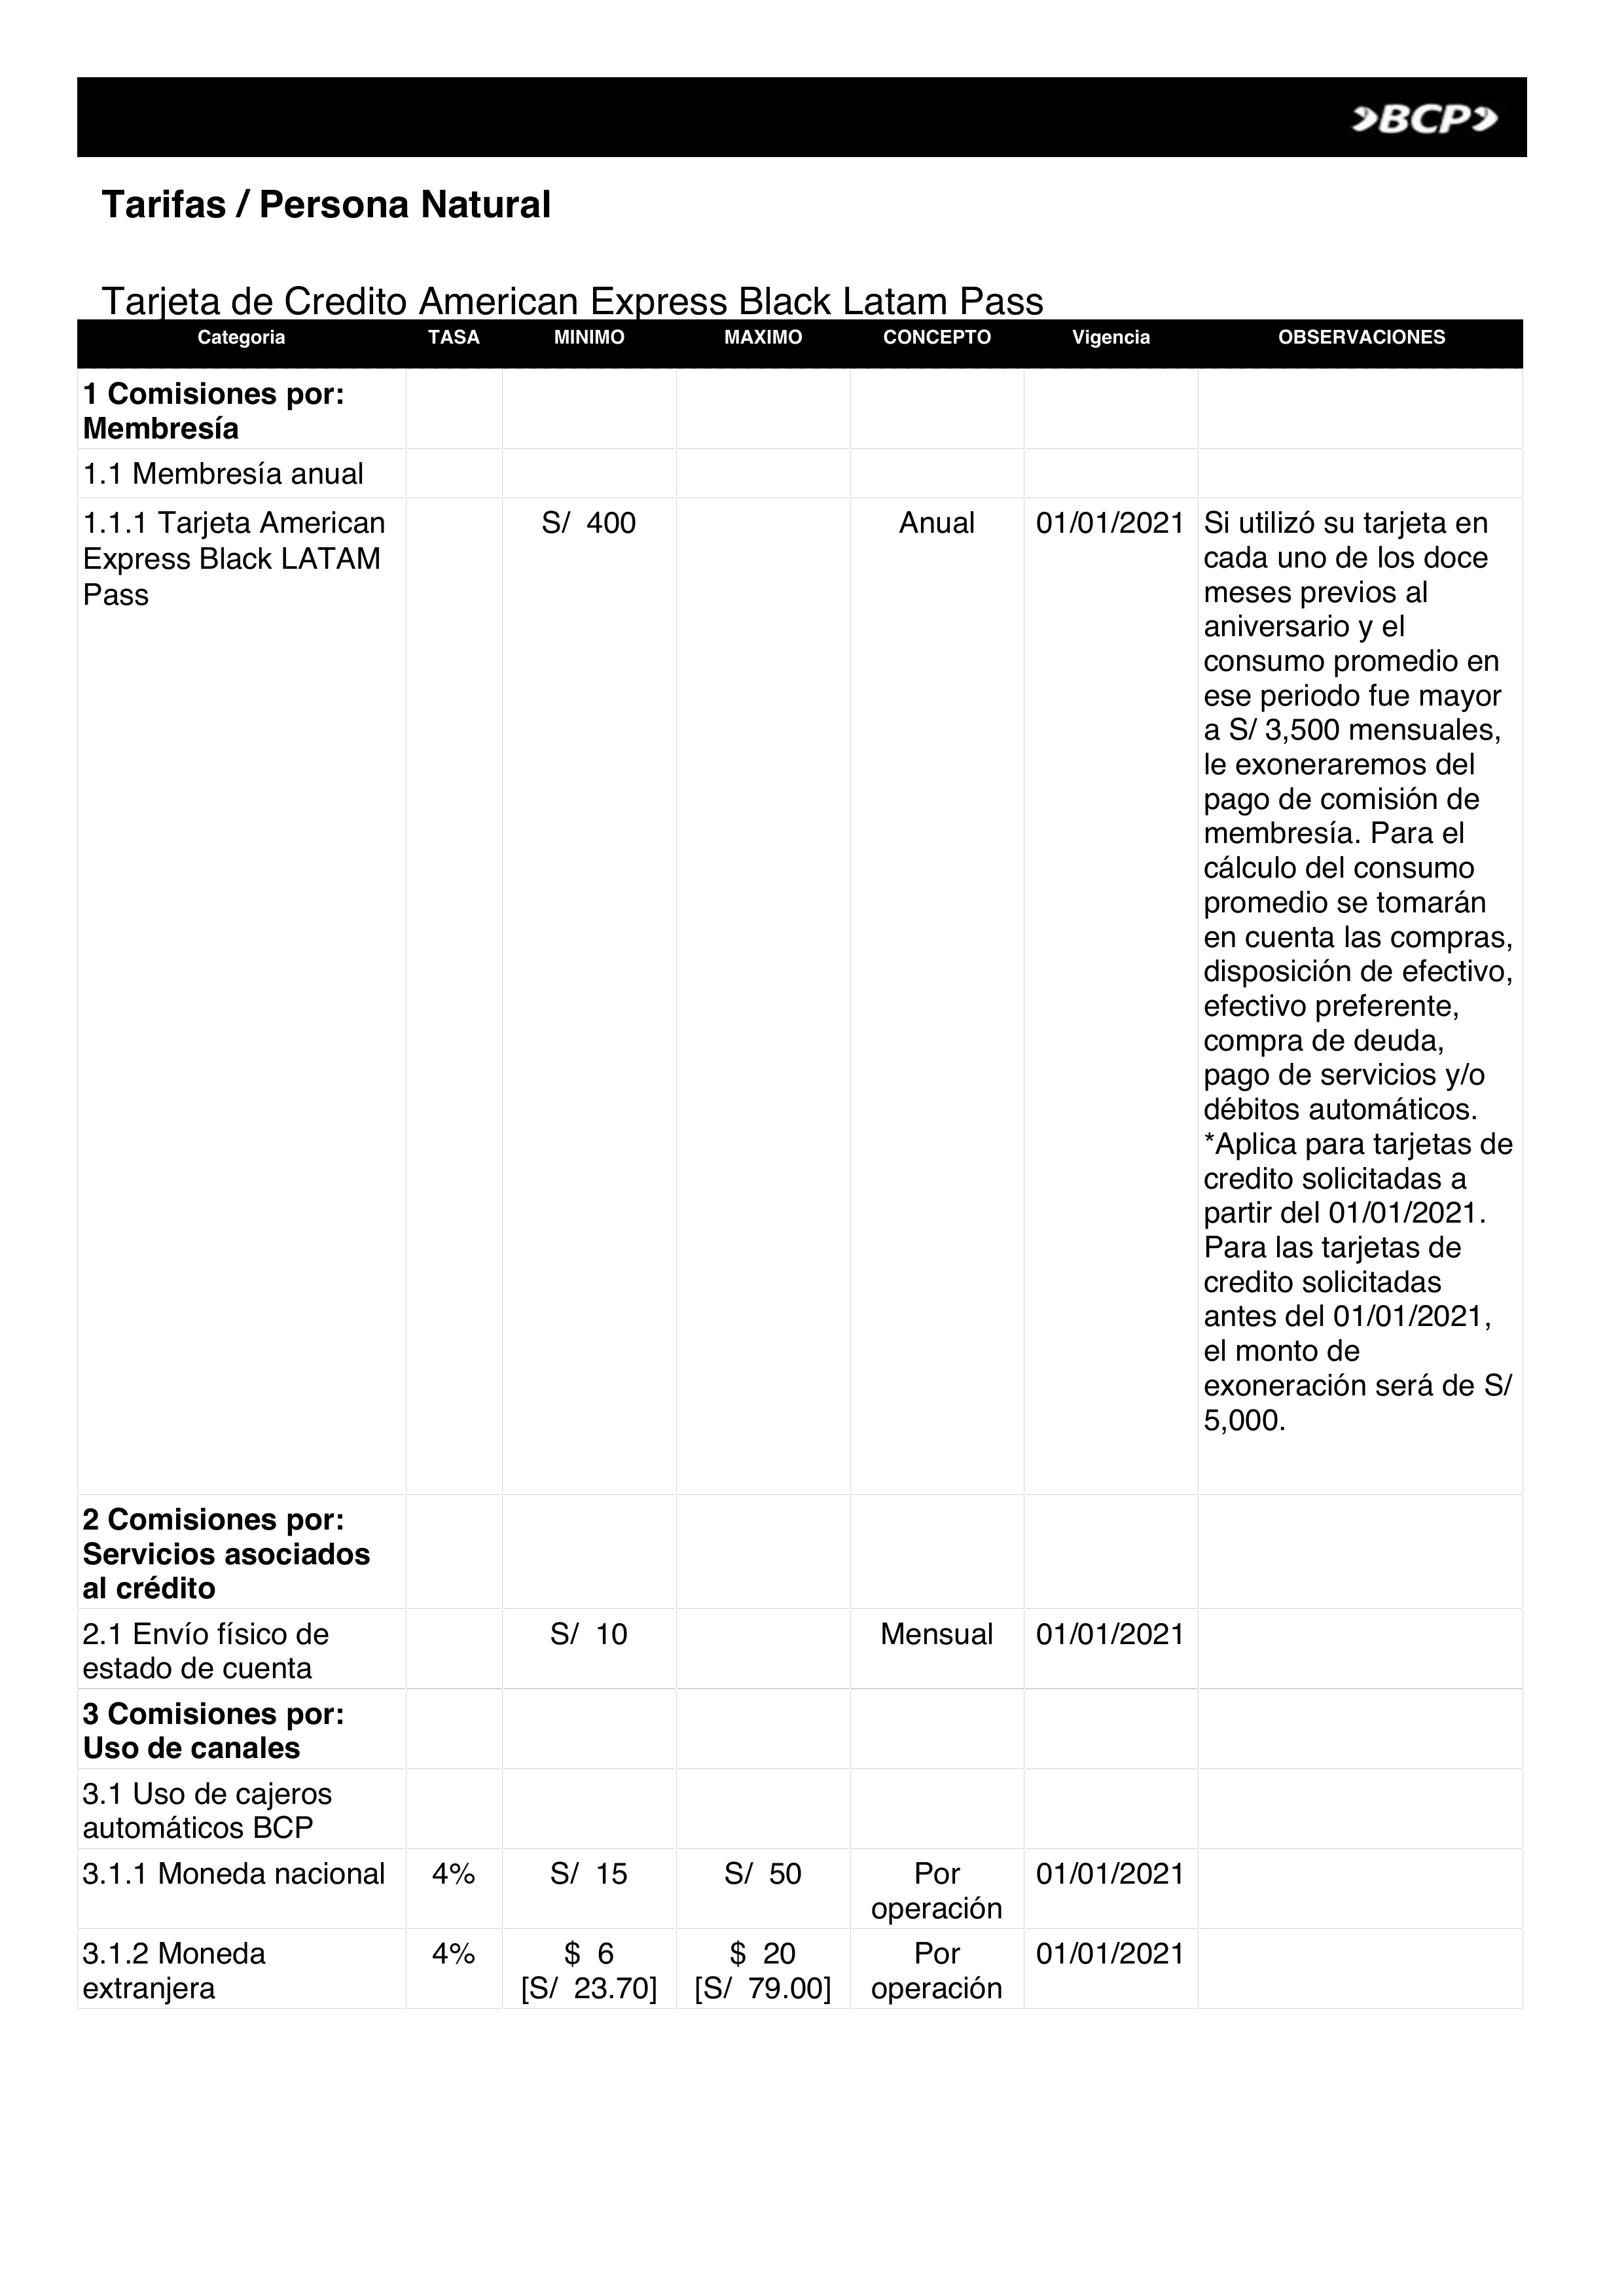 BCP
Tarifas / Persona Natural
Tarjeta de Credito American Express Black Latam Pass
Categoria TASA MINIMO MAXIMO CONCEPTO Vigencia OBSERVACIONES
1 Comisiones por:
Membresía
1.1 Membresía anual
1.1.1 Tarjeta American
Express Black LATAM
Pass
S/ 400
Anual
01/01/2021
Si utilizó su tarjeta en
cada uno de los doce
meses previos al
aniversario y el
consumo promedio en
ese periodo fue mayor
a S/ 3,500 mensuales,
le exoneraremos del
pago de comisión de
membresía. Para el
cálculo del consumo
promedio se tomarán
en cuenta las compras,
disposición de efectivo,
efectivo preferente,
compra de deuda,
pago de servicios y/o
débitos automáticos.
*Aplica para tarjetas de
credito solicitadas a
partir del 01/01/2021.
Para las tarjetas de
credito solicitadas
antes del 01/01/2021,
el monto de
exoneración será de S/
5,000.
2 Comisiones por:
Servicios asociados
al crédito
2.1 Envío físico de
estado de cuenta
S/ 10
Mensual
01/01/2021
3 Comisiones por:
Uso de canales
3.1 Uso de cajeros
automáticos BCP
3.1.1 Moneda nacional
4%
S/ 15
S/ 50
Por
operación
01/01/2021
3.1.2 Moneda
extranjera
4%
$ 6
[S/ 23.70]
$ 20
[S/ 79.00]
Por
operación
01/01/2021